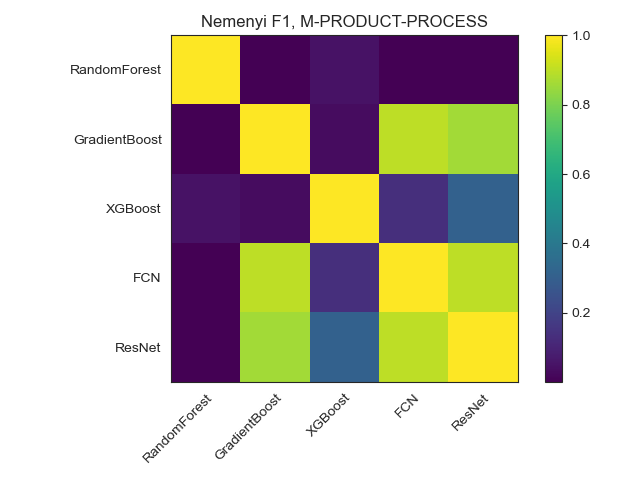 Nemenyi F1, M-PRODUCT-PROCESS
RandomForest
GradientBoost
XGBoost
FCN
ResNet
RandomForest
GradientBoost
XGBoost
FCN
ResNet
1.0
0.8
0.6
0.4
0.2